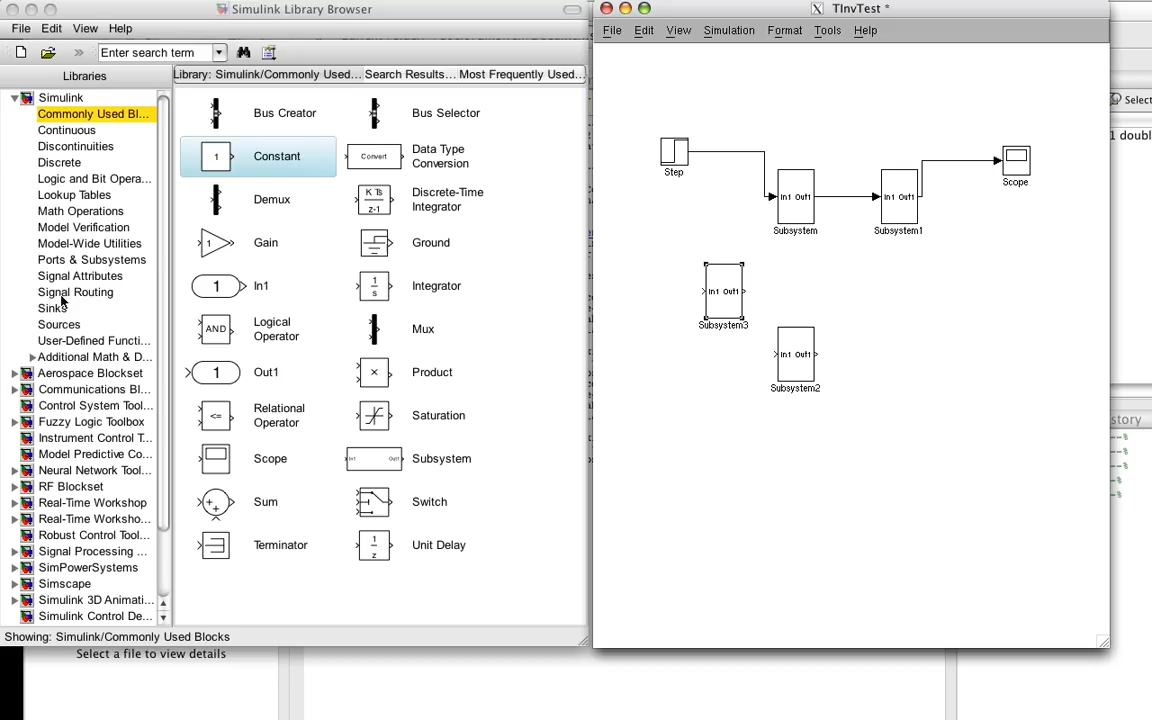 Simulink Library Browser
File Edit View Help
Enter search term
Libraries
Library: Simulink/Commonly Used... Search Results... Most Frequently Used...
Simulink
Commonly Used Bl...
Continuous
Discontinuities
Discrete
Logic and Bit Opera...
Lookup Tables
Math Operations
Model Verification
Model-Wide Utilities
Ports & Subsystems
Signal Attributes
Signal Routing
Sinks
Sources
User-Defined Functi...
Additional Math & D...
Aerospace Blockset
Communications Bl...
Control System Tool...
Fuzzy Logic Toolbox
Instrument Control T...
Model Predictive Co...
Neural Network Tool...
RF Blockset
Real-Time Workshop
Real-Time Worksho...
Robust Control Tool...
Signal Processing ...
SimPowerSystems
Simscape
Simulink 3D Animati...
Simulink Control De...
Bus Creator
Bus Selector
1 Constant
Convert Data Type
Conversion
Demux
K Ts
z-1
Discrete-Time
Integrator
1 Gain
Ground
1 In1
1
s
Integrator
AND Logical
Operator
Mux
1 Out1
× Product
<= Relational
Operator
Saturation
Scope
In1 Out1 Subsystem
+
+
Sum
Switch
Terminator
1
z
Unit Delay
Showing: Simulink/Commonly Used Blocks
Select a file to view details
X TInvTest *
File Edit View Simulation Format Tools Help
Step
In1 Out1
Subsystem
In1 Out1
Subsystem1
Scope
In1 Out1
Subsystem3
In1 Out1
Subsystem2
Select
1 doubl
story
--%
--%
--%
-%
-%